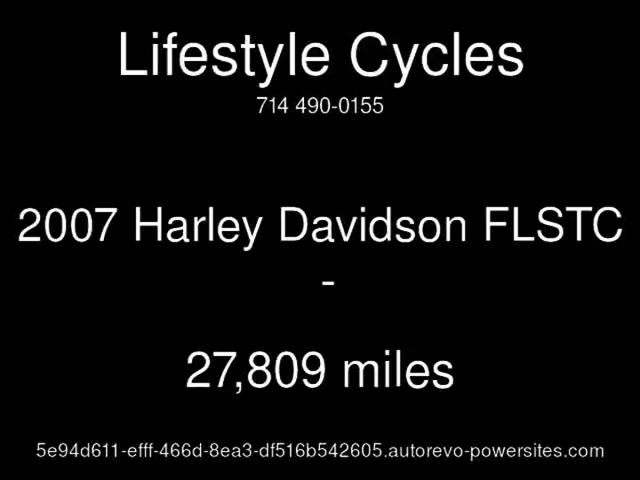 Lifestyle Cycles
714 490-0155
2007 Harley Davidson FLSTC
-
27,809 miles
5e94d611-efff-466d-8ea3-df516b542605.autorevo-powersites.com